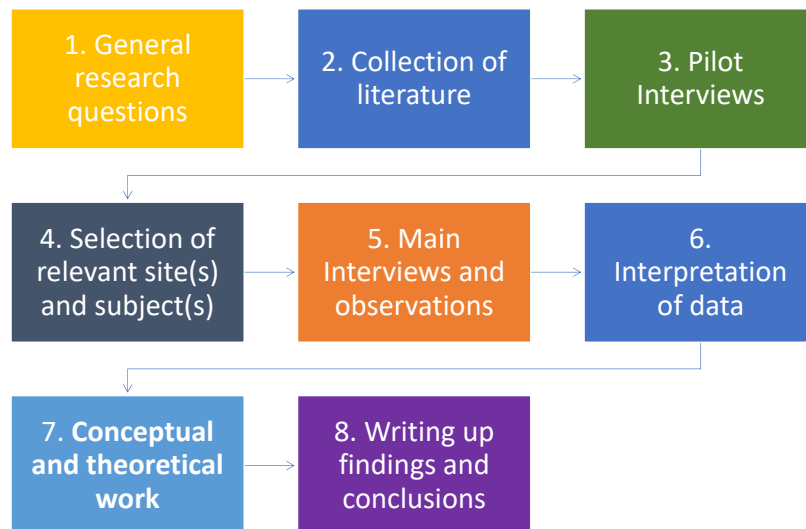 1. General
research
questions
2. Collection of
literature
3. Pilot
Interviews
4. Selection of
relevant site(s)
and subject(s)
5. Main
Interviews and
observations
6.
Interpretation
of data
7. Conceptual
and theoretical
work
8. Writing up
findings and
conclusions